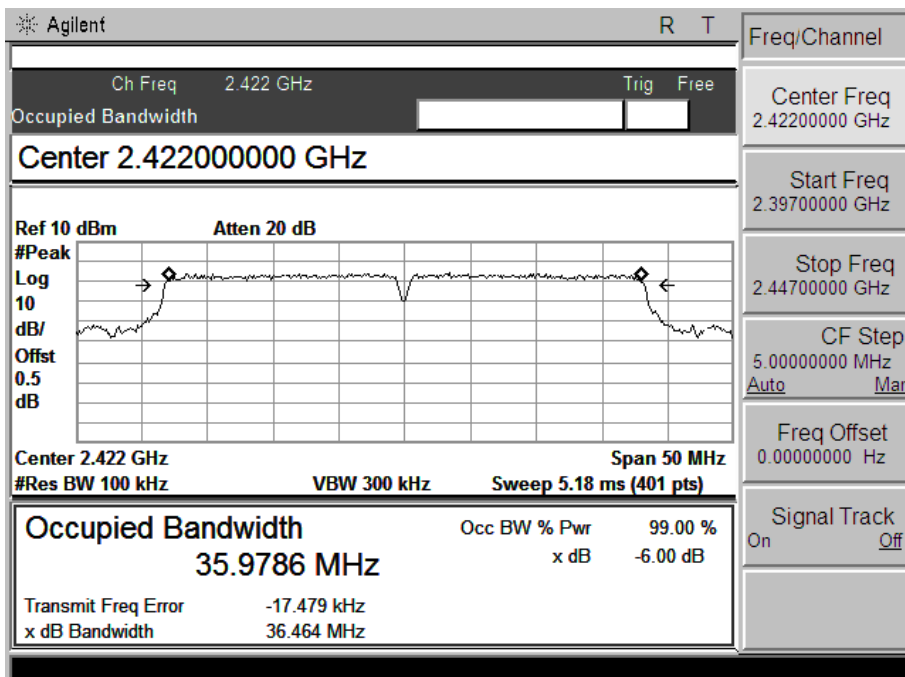 Agilent R T
Ch Freq 2.422 GHz Trig Free
Occupied Bandwidth
Center 2.422000000 GHz
Ref 10 dBm Atten 20 dB
#Peak
Log
10
dB/
Offst
0.5
dB
Center 2.422 GHz Span 50 MHz
#Res BW 100 kHz VBW 300 kHz Sweep 5.18 ms (401 pts)
Occupied Bandwidth
35.9786 MHz
Occ BW % Pwr 99.00 %
x dB -6.00 dB
Transmit Freq Error -17.479 kHz
x dB Bandwidth 36.464 MHz
Freq/Channel
Center Freq
2.42200000 GHz
Start Freq
2.39700000 GHz
Stop Freq
2.44700000 GHz
CF Step
5.00000000 MHz
Auto Man
Freq Offset
0.00000000 Hz
Signal Track
On Off